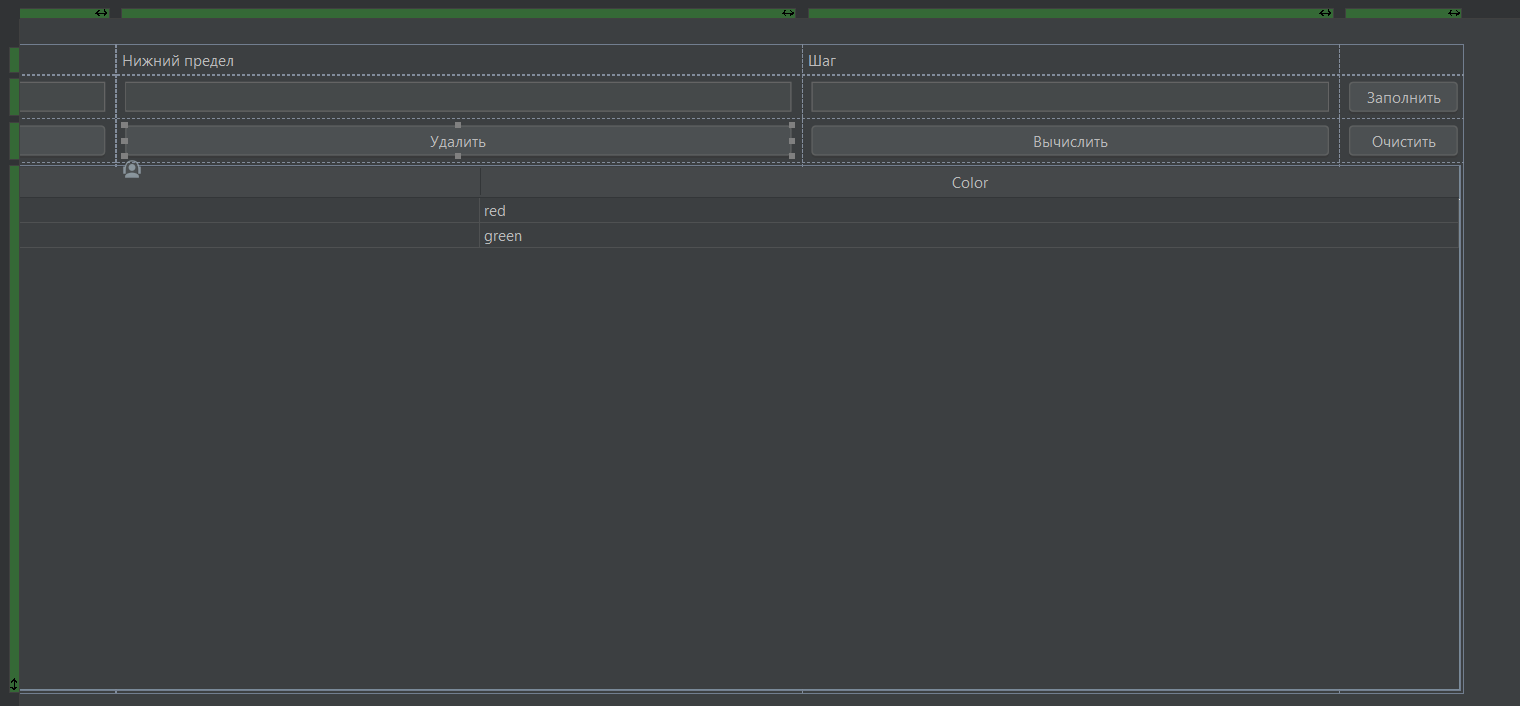 Нижний предел
Шаг
Заполнить
Удалить
Вычислить
Очистить
Color
red
green